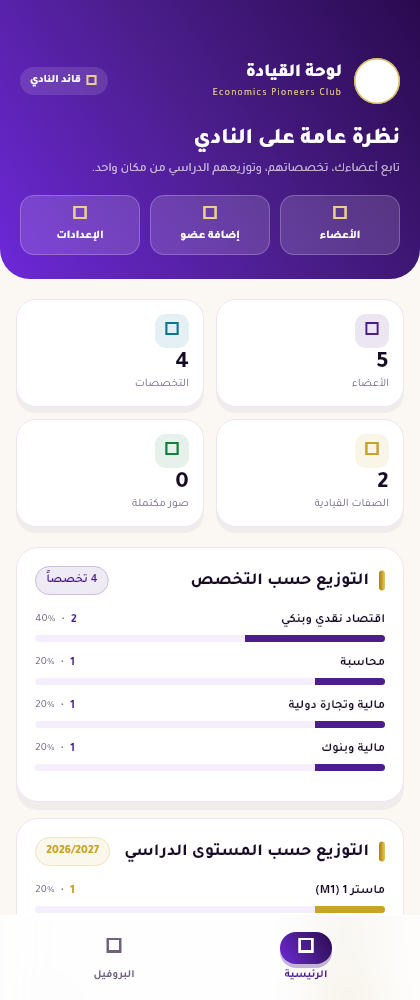 لوحة القيادة
Economics Pioneers Club
قائد النادي
نظرة عامة على النادي
تابع أعضاءك، تخصصاتهم، وتوزيعهم الدراسي من مكان واحد.
الأعضاء
إضافة عضو
الإعدادات
5
الأعضاء
4
التخصصات
2
الصفات القيادية
0
صور مكتملة
التوزيع حسب التخصص
4 تخصصاً
اقتصاد نقدي وبنكي
2 · 40%
محاسبة
1 · 20%
مالية وتجارة دولية
1 · 20%
مالية وبنوك
1 · 20%
التوزيع حسب المستوى الدراسي
2026/2027
ماستر 1 (M1)
1 · 20%
الرئيسية
البروفيل